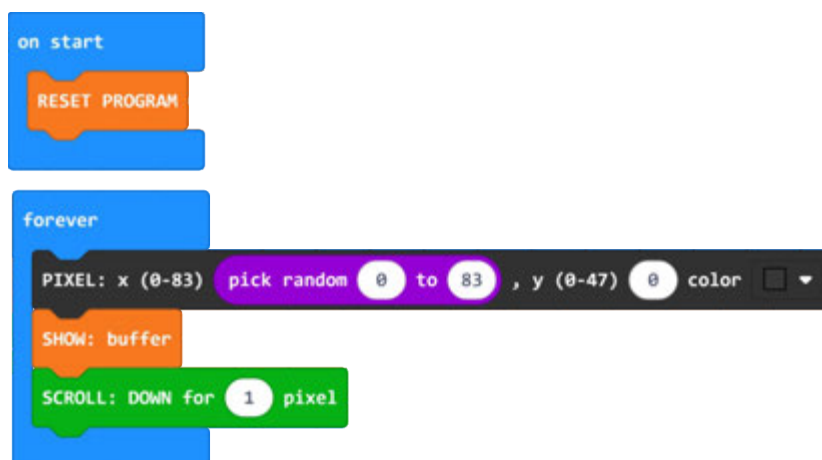 on start
RESET PROGRAM
forever
PIXEL: x (0-83) pick random 0 to 83 , y (0-47) 0 color
SHOW: buffer
SCROLL: DOWN for 1 pixel